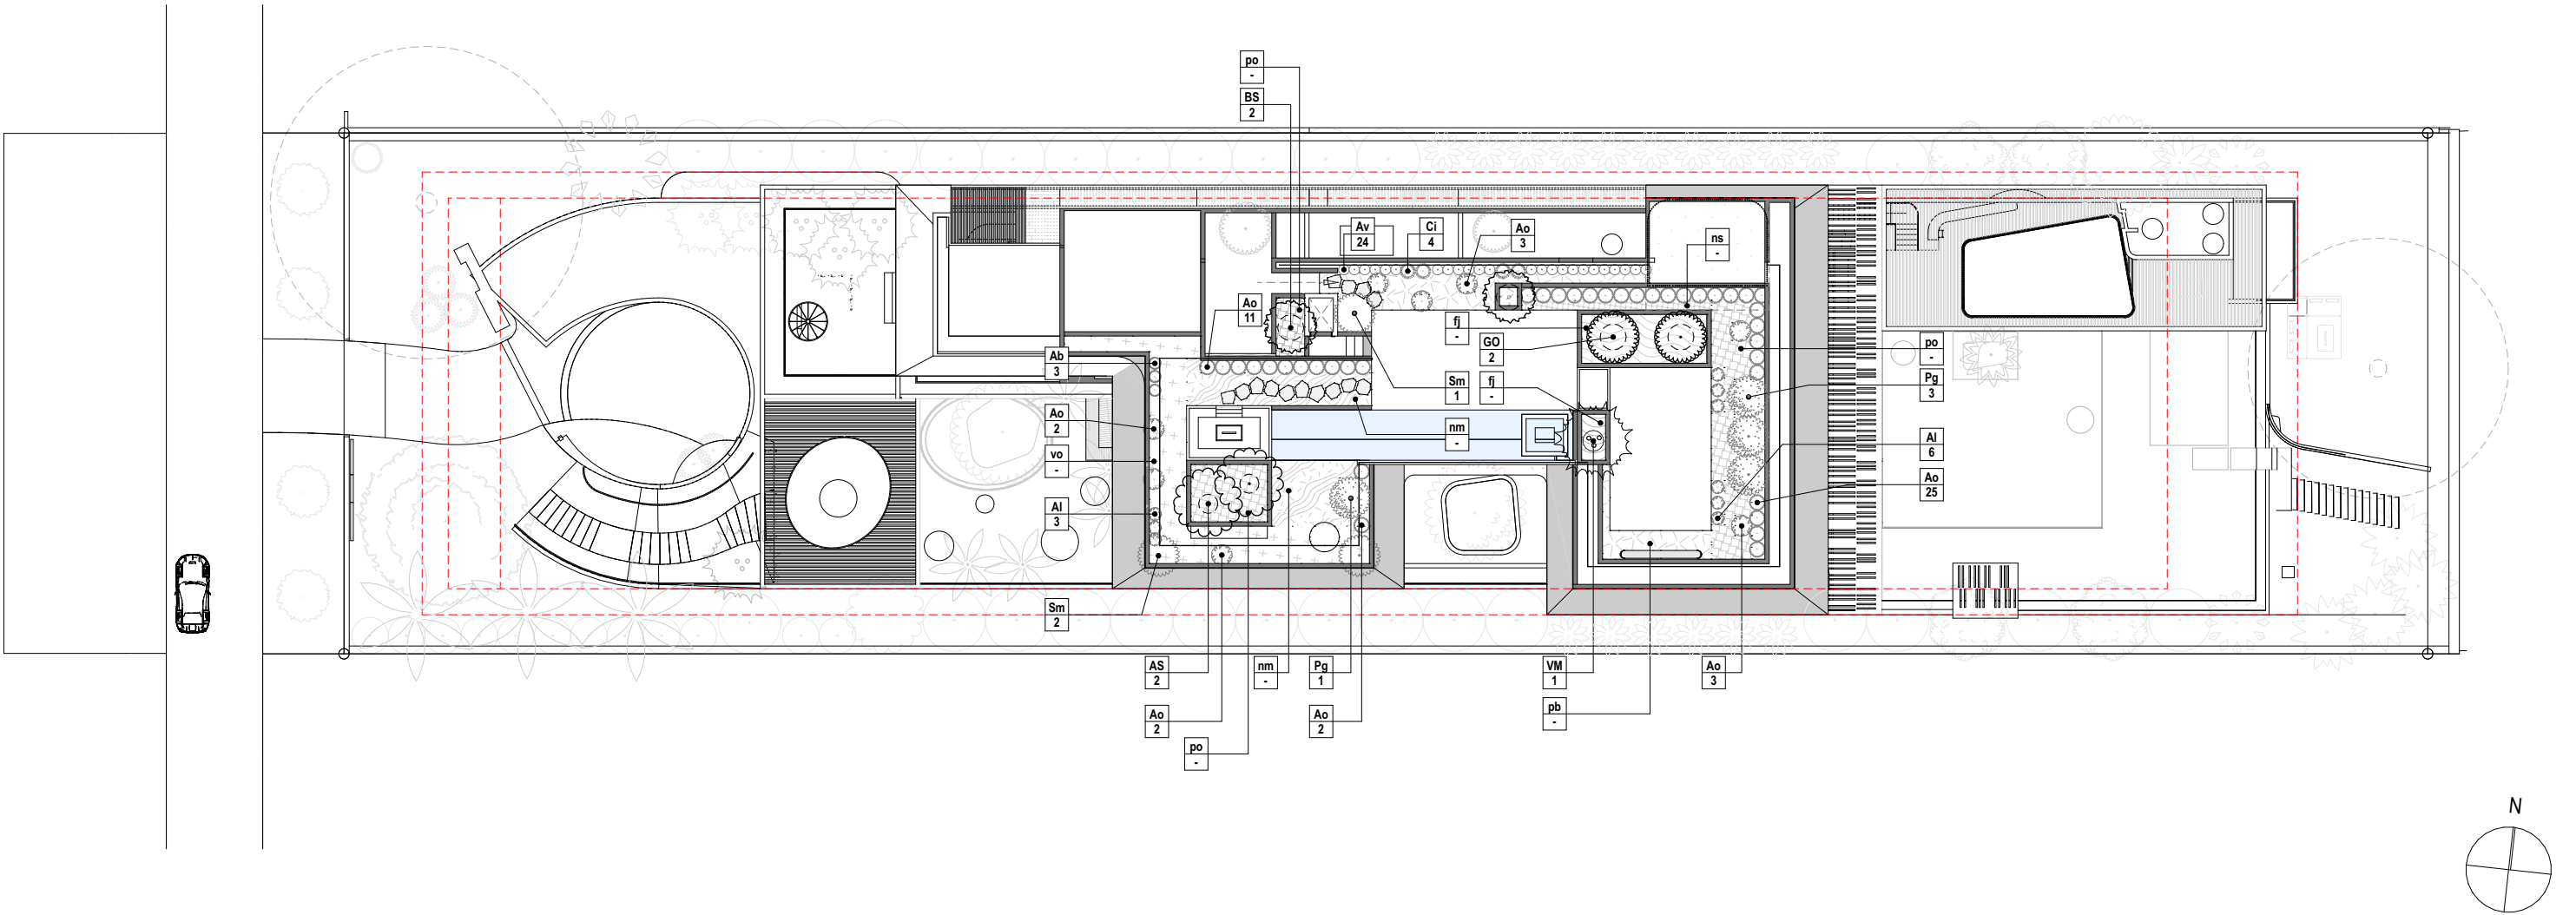 po
-
BS
2
Av
24
Ci
4
Ao
3
ns
-
Ao
11
fj
-
GO
2
po
-
Ab
3
Sm
1
fj
-
Pg
3
Ao
2
nm
-
vo
-
Al
6
Ao
25
Al
3
Sm
2
AS
2
nm
-
Pg
1
VM
1
Ao
3
Ao
2
Ao
2
pb
-
po
-
N